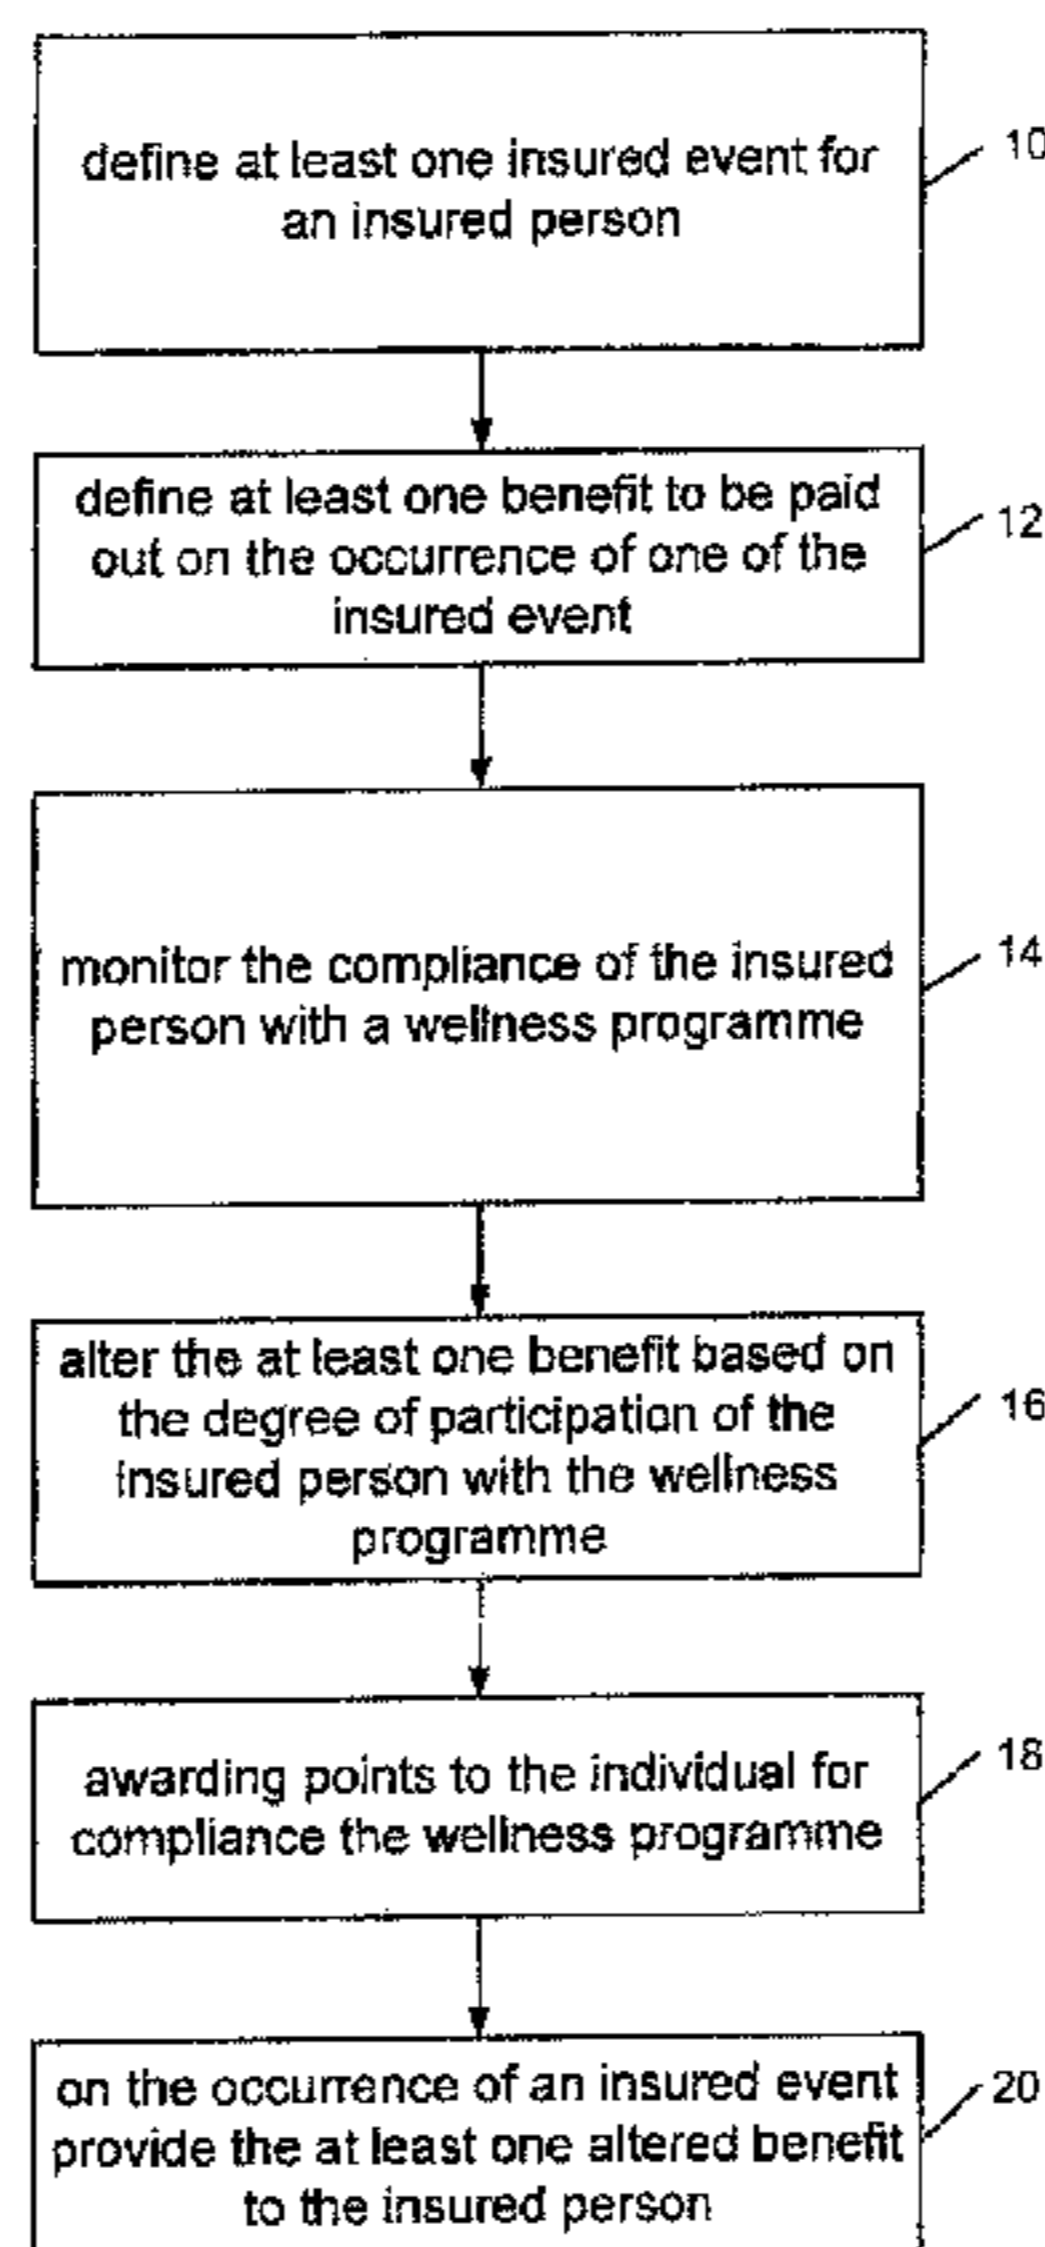 define at least one insured event for
an insured person
10
define at least one benefit to be paid
out on the occurrence of one of the
insured event
12
monitor the compliance of the insured
person with a wellness programme
14
alter the at least one benefit based on
the degree of participation of the
insured person with the wellness
programme
16
awarding points to the individual for
compliance the wellness programme
18
on the occurrence of an insured event
provide the at least one altered benefit
to the insured person
20